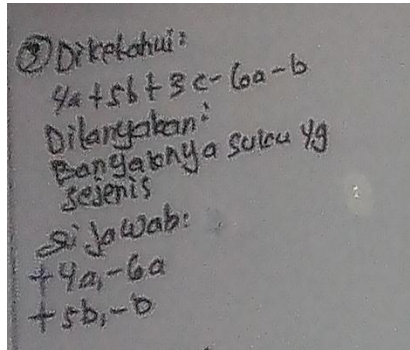 ② Diketahui:
4a + 5b + 3c - 6a - b
Ditanyakan:
Banyaknya suku yg
sejenis
di jawab:
+ 4a, - 6a
+ 5b, - b